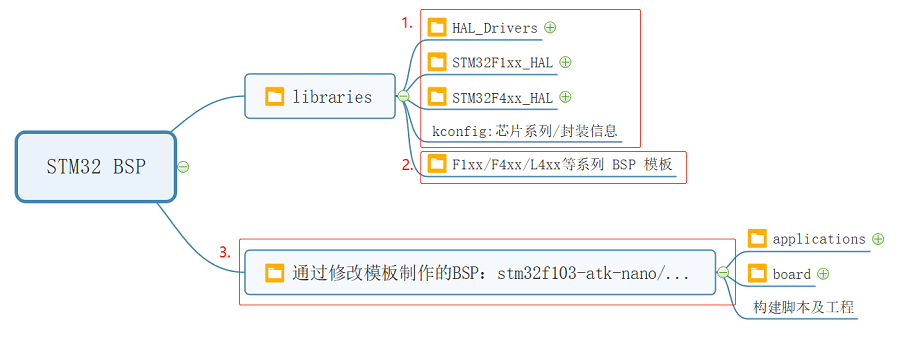 1.
HAL_Drivers
STM32F1xx_HAL
libraries
STM32F4xx_HAL
kconfig:芯片系列/封装信息
STM32 BSP
2.
F1xx/F4xx/L4xx等系列 BSP 模板
3.
通过修改模板制作的BSP：stm32f103-atk-nano/...
applications
board
构建脚本及工程